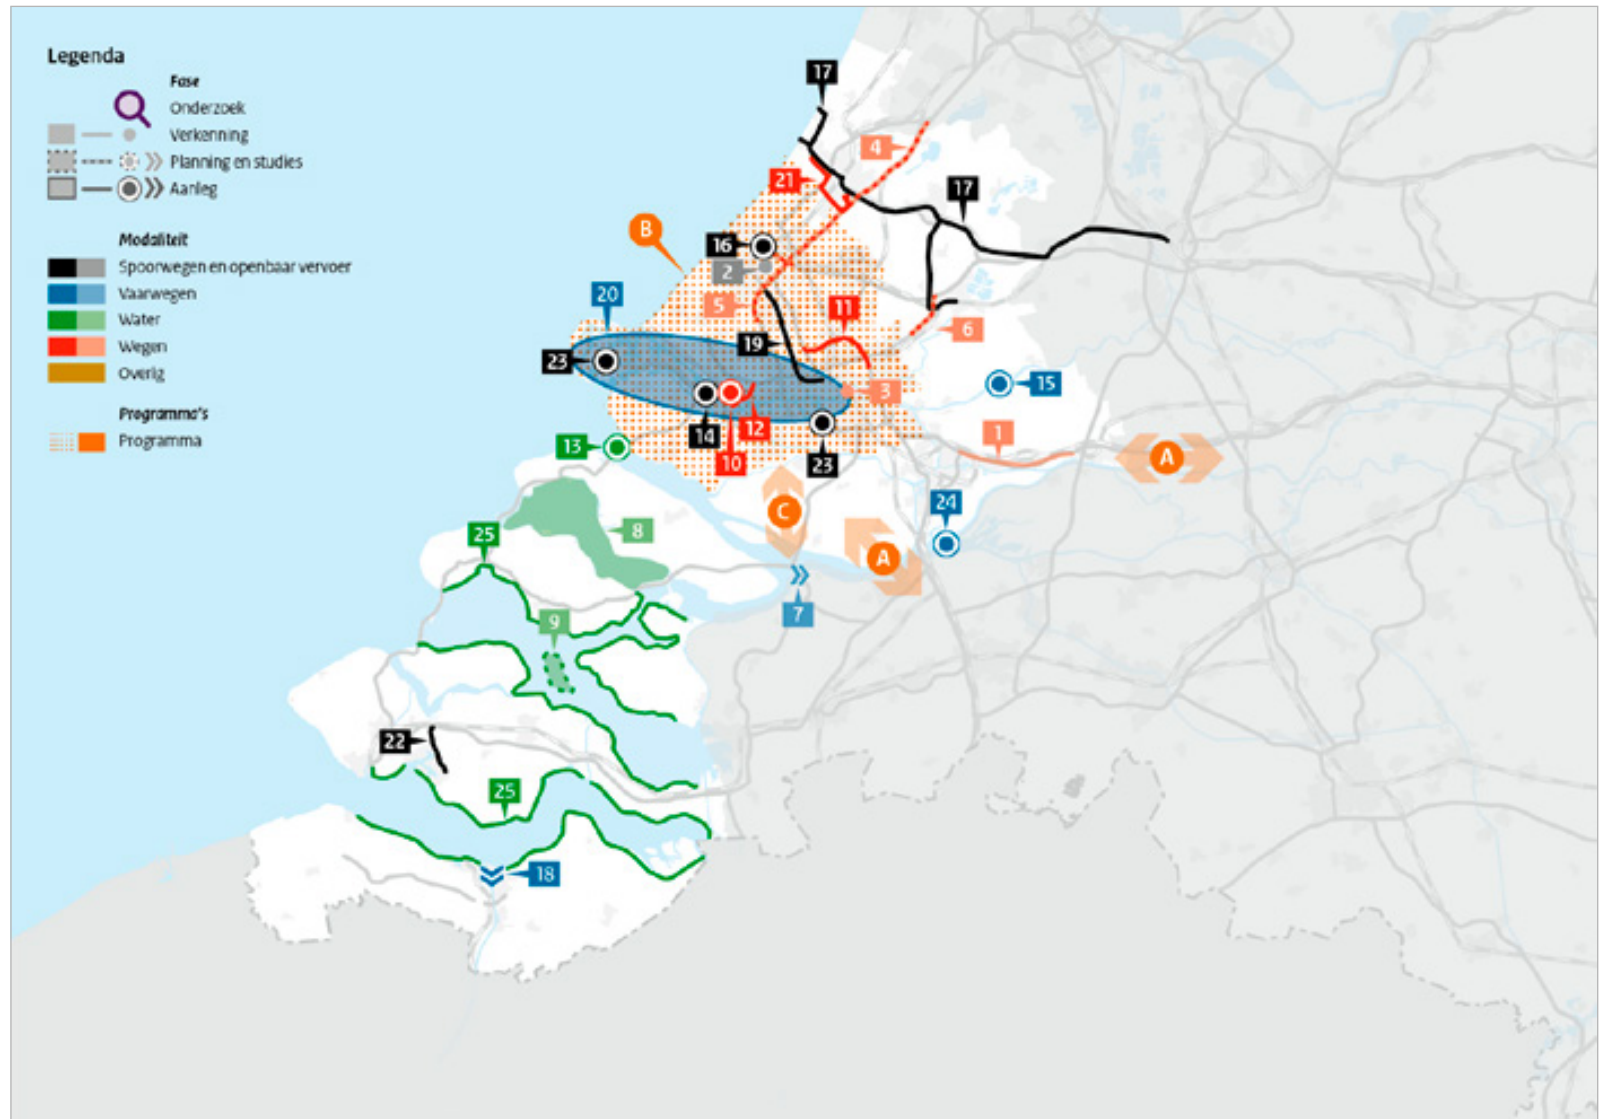 Legenda
Fase
Onderzoek
Verkenning
Planning en studies
Aanleg
Modaliteit
Spoorwegen en openbaar vervoer
Vaarwegen
Water
Wegen
Overig
Programma's
Programma
17
4
21
17
B
16
2
20
5
11
6
19
23
15
3
14
12
1
13
10
23
A
24
C
25
8
A
7
9
22
25
18